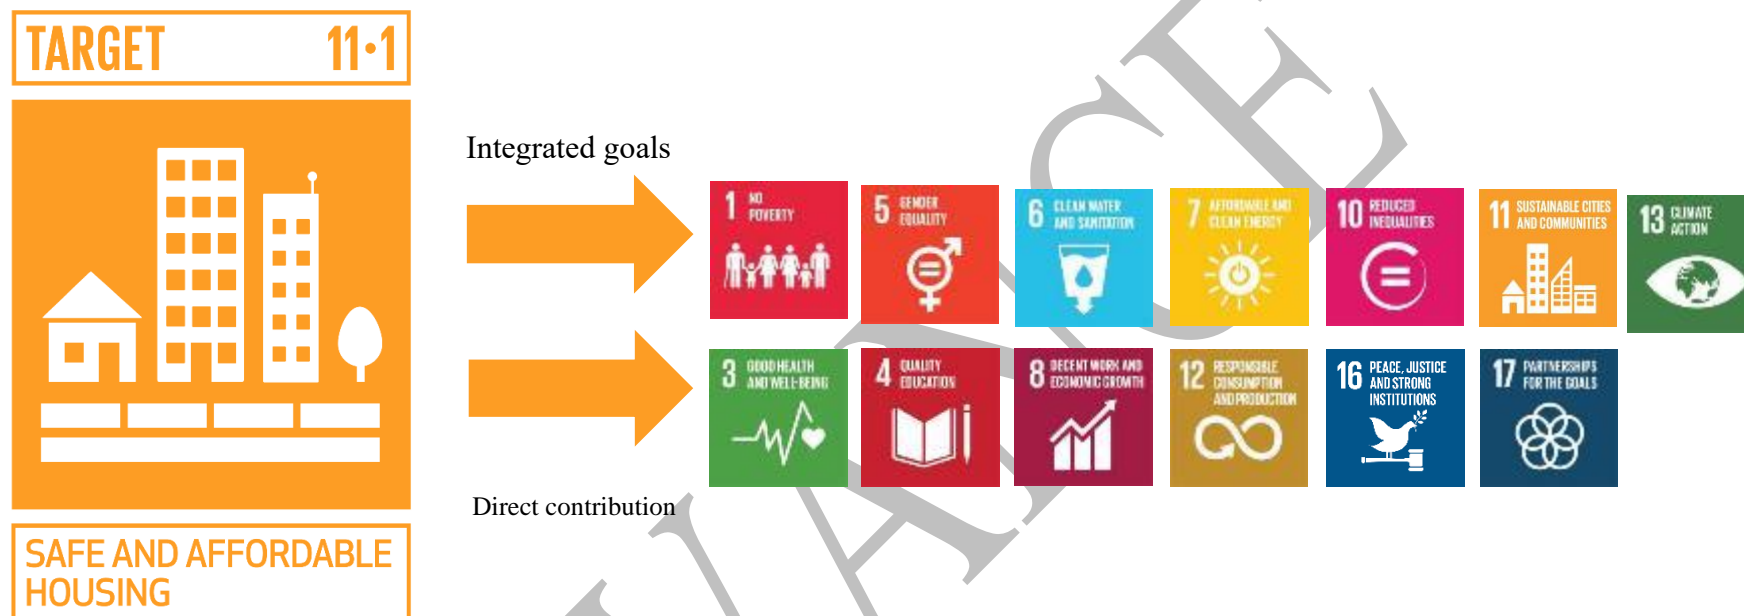 TARGET 11•1
SAFE AND AFFORDABLE
HOUSING
Integrated goals
1 NO
POVERTY
5 GENDER
EQUALITY
6 CLEAN WATER
AND SANITATION
7 AFFORDABLE AND
CLEAN ENERGY
10 REDUCED
INEQUALITIES
11 SUSTAINABLE CITIES
AND COMMUNITIES
13 CLIMATE
ACTION
3 GOOD HEALTH
AND WELL-BEING
4 QUALITY
EDUCATION
8 DECENT WORK AND
ECONOMIC GROWTH
12 RESPONSIBLE
CONSUMPTION
AND PRODUCTION
16 PEACE, JUSTICE
AND STRONG
INSTITUTIONS
17 PARTNERSHIPS
FOR THE GOALS
Direct contribution
VANCE